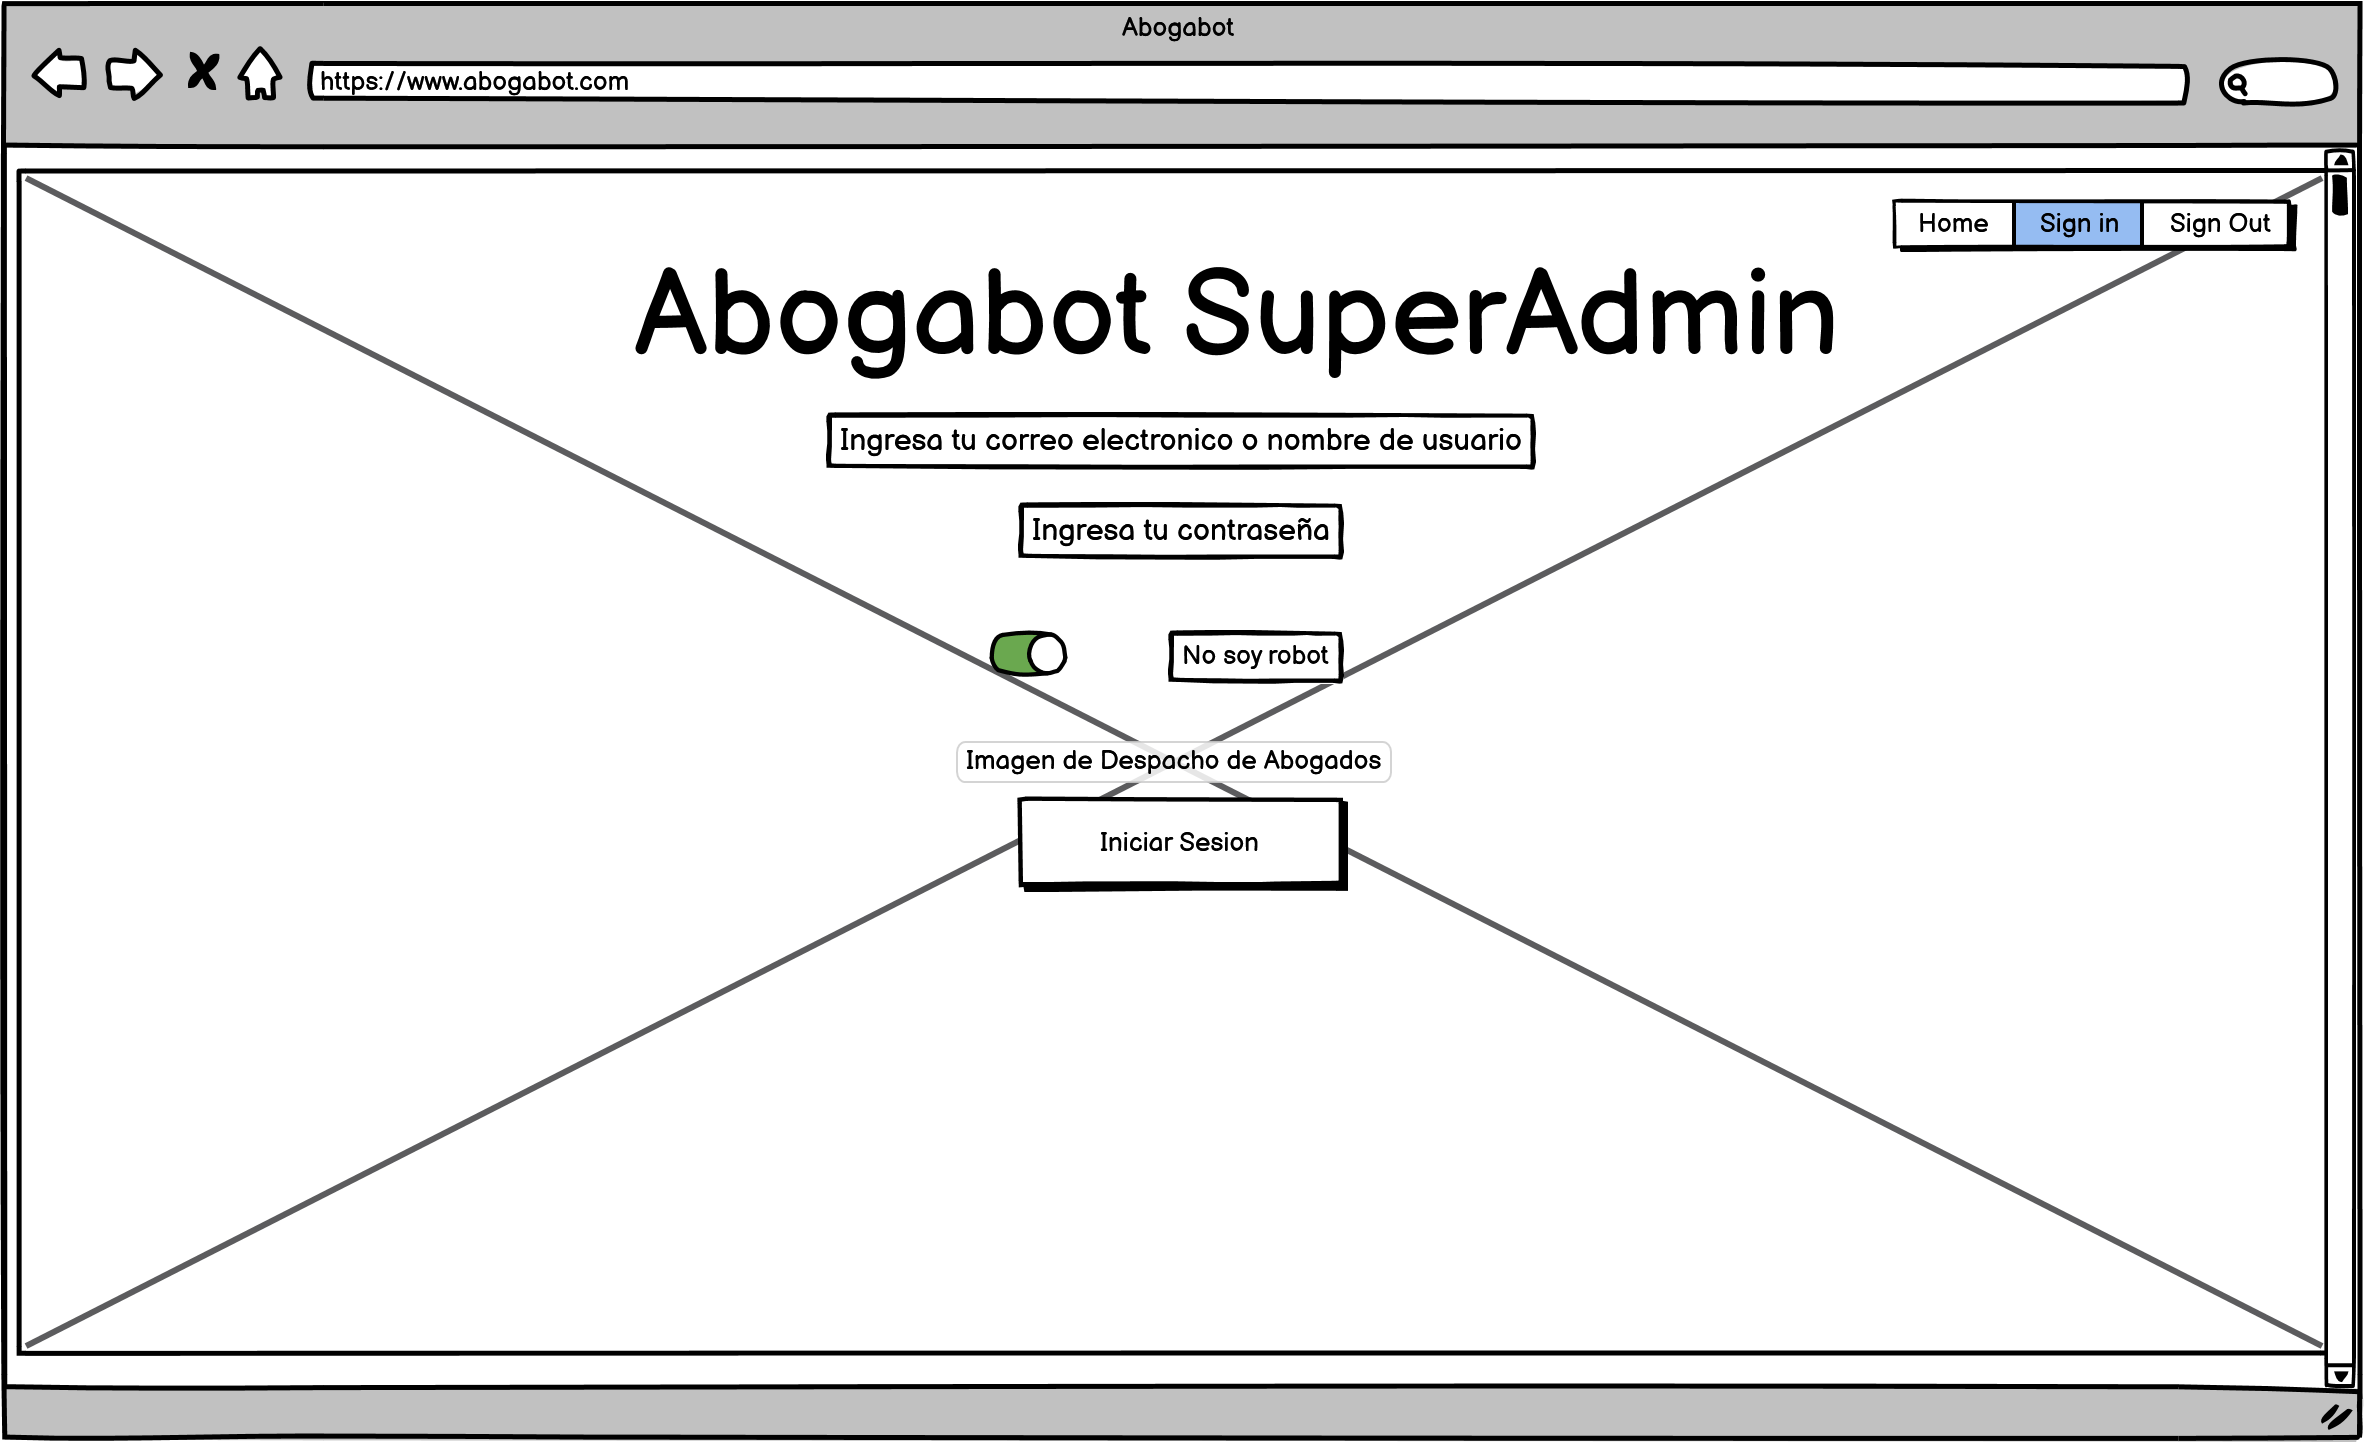 Abogabot
https://www.abogabot.com
Home Sign in Sign Out
Abogabot SuperAdmin
Ingresa tu correo electronico o nombre de usuario
Ingresa tu contraseña
No soy robot
Imagen de Despacho de Abogados
Iniciar Sesion